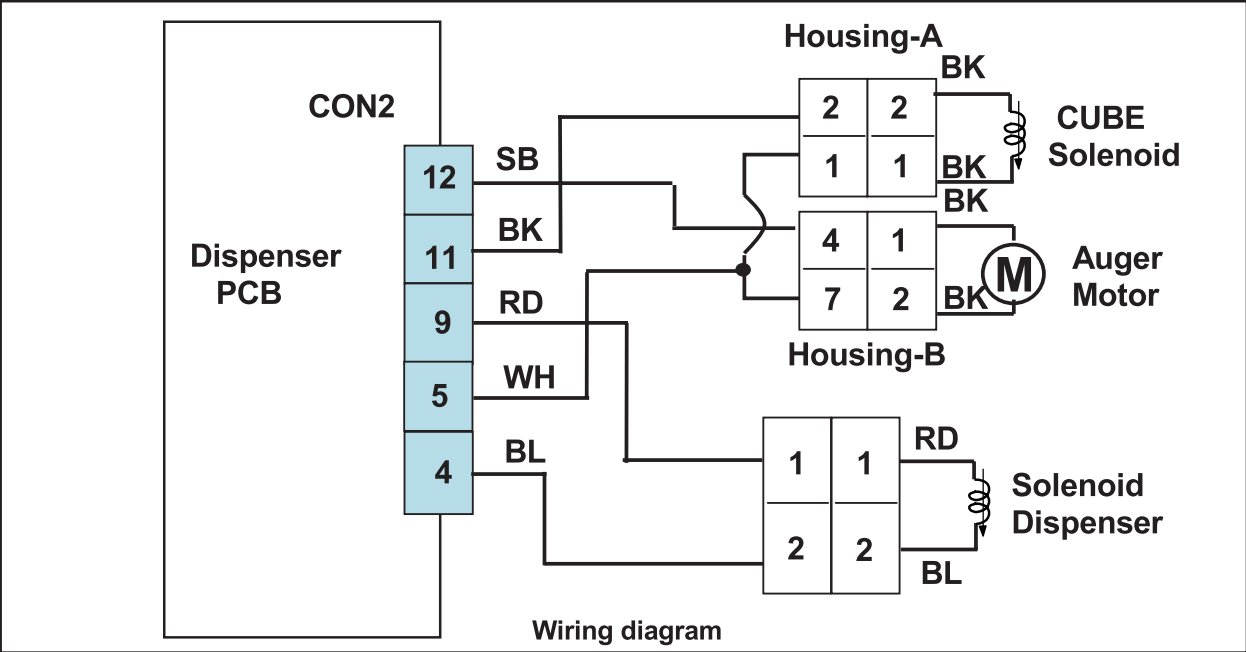 Housing-A
BK
CON2
2 2
CUBE
Solenoid
SB
12
1 1
BK
BK
BK
11
4 1
Dispenser
PCB
M
Auger
Motor
RD
9
7 2
BK
Housing-B
WH
5
BL
4
RD
1 1
Solenoid
Dispenser
2 2
BL
Wiring diagram